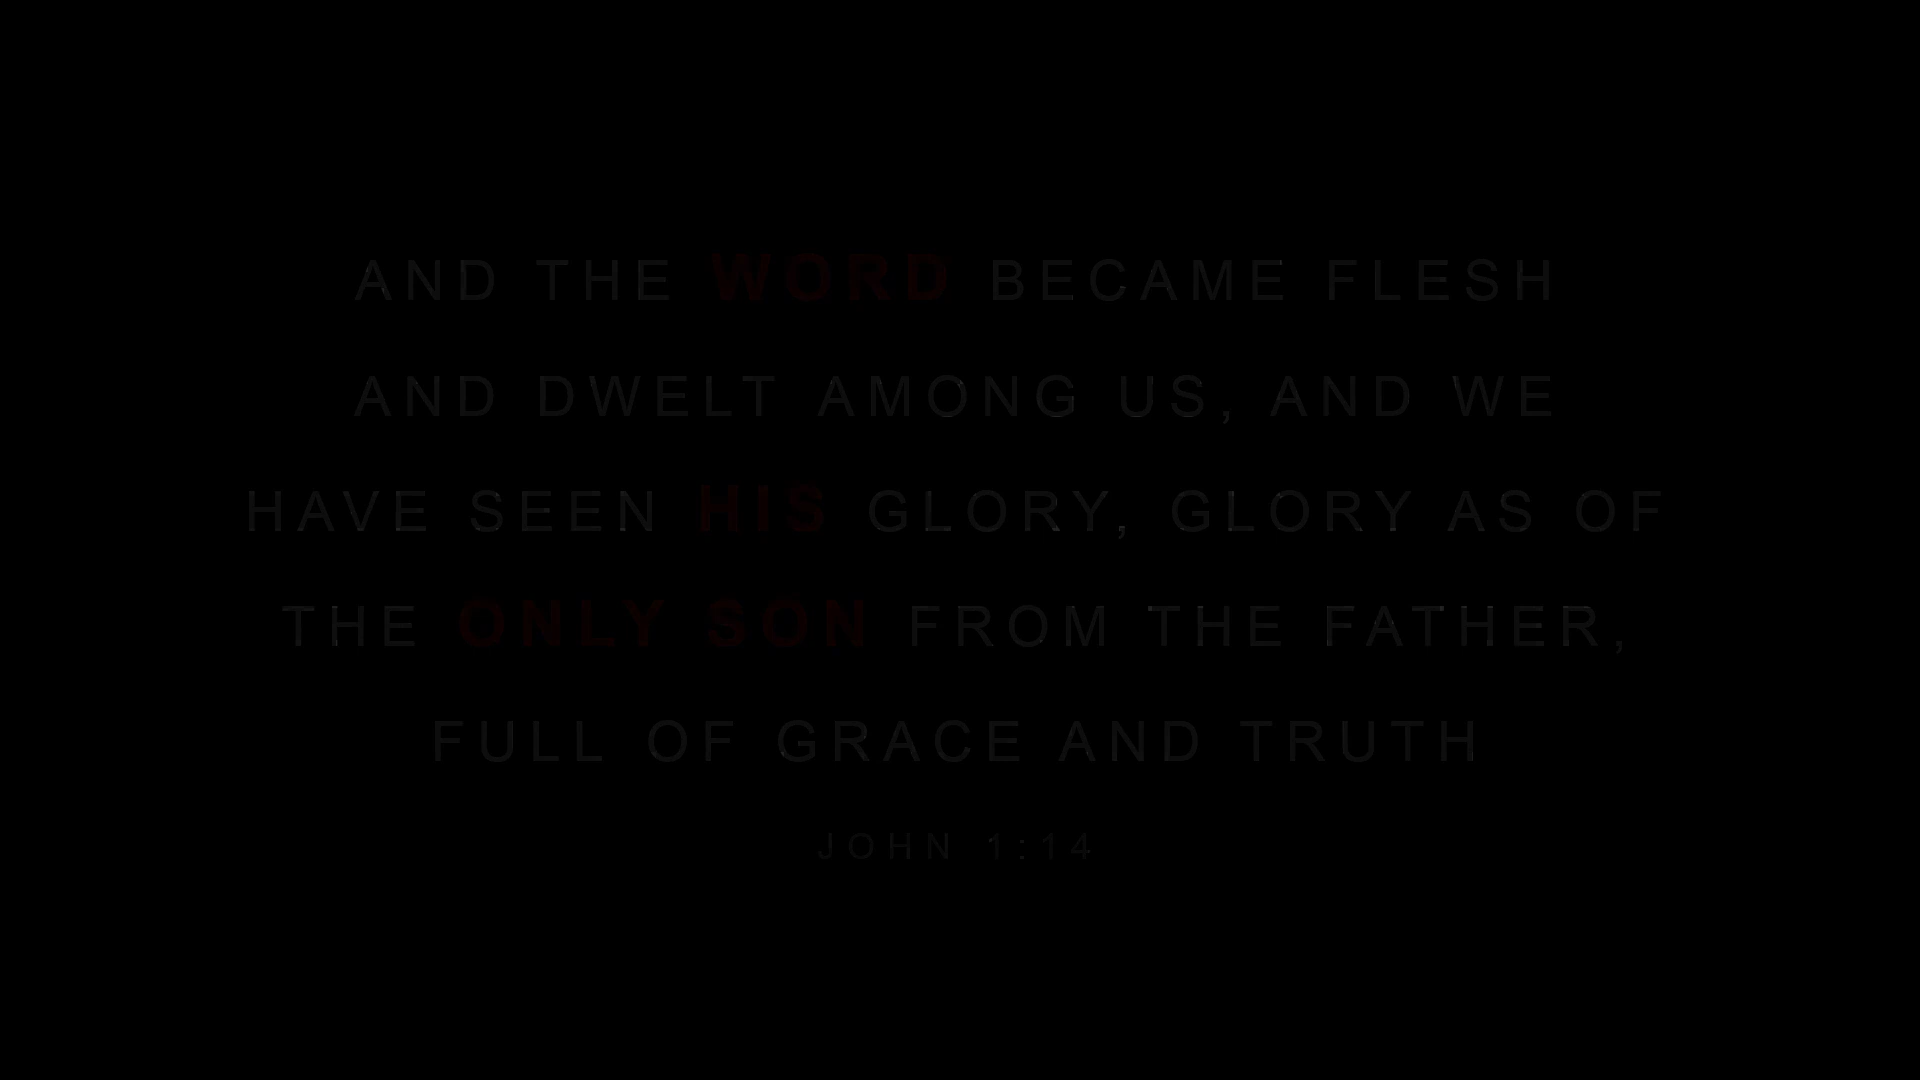 AND THE WORD BECAME FLESH
AND DWELT AMONG US, AND WE
HAVE SEEN HIS GLORY, GLORY AS OF
THE ONLY SON FROM THE FATHER,
FULL OF GRACE AND TRUTH
JOHN 1:14